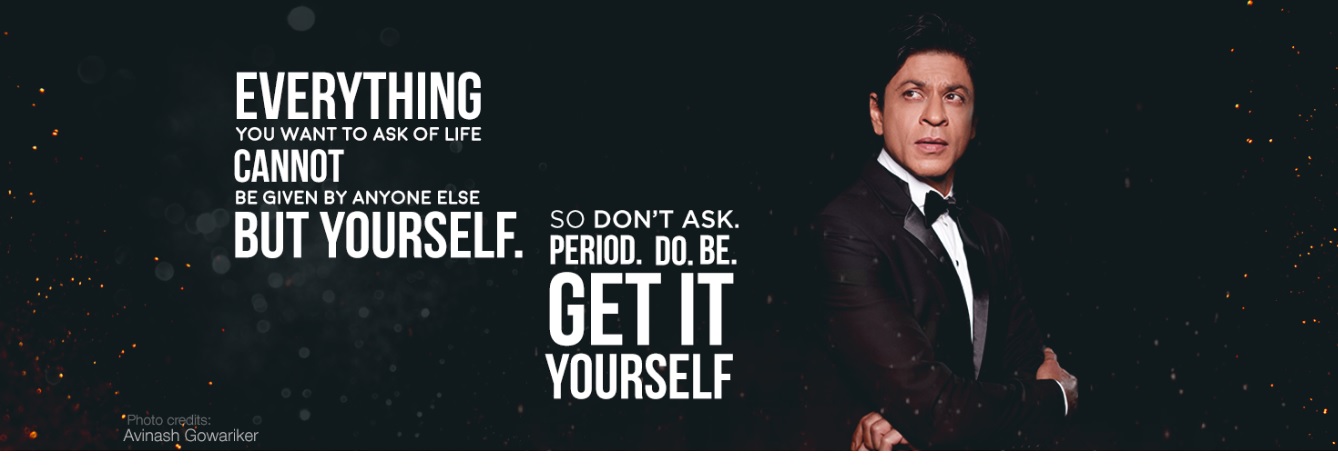 EVERYTHING
YOU WANT TO ASK OF LIFE
CANNOT
BE GIVEN BY ANYONE ELSE
BUT YOURSELF.
SO DON'T ASK.
PERIOD. DO. BE.
GET IT
YOURSELF
Photo credits:
Avinash Gowariker